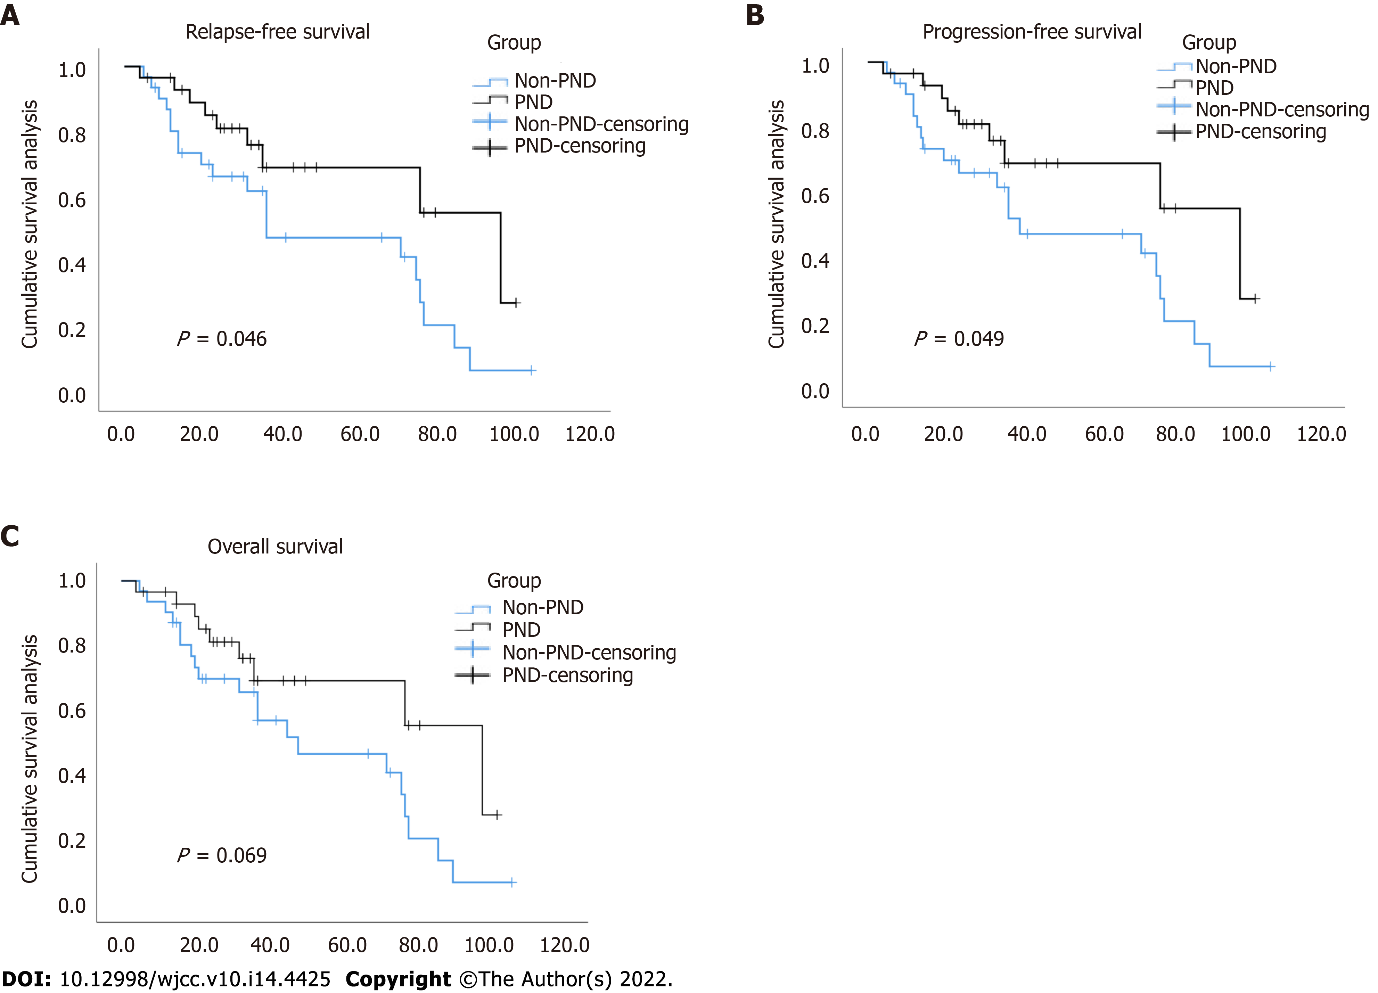 A
Relapse-free survival
Group
Non-PND
PND
Non-PND-censoring
PND-censoring
Cumulative survival analysis
1.0
0.8
0.6
0.4
0.2
0.0
P = 0.046
0.0 20.0 40.0 60.0 80.0 100.0 120.0
B
Progression-free survival
Group
Non-PND
PND
Non-PND-censoring
PND-censoring
Cumulative survival analysis
1.0
0.8
0.6
0.4
0.2
0.0
P = 0.049
0.0 20.0 40.0 60.0 80.0 100.0 120.0
C
Overall survival
Group
Non-PND
PND
Non-PND-censoring
PND-censoring
Cumulative survival analysis
1.0
0.8
0.6
0.4
0.2
0.0
P = 0.069
0.0 20.0 40.0 60.0 80.0 100.0 120.0
DOI: 10.12998/wjcc.v10.i14.4425 Copyright ©The Author(s) 2022.